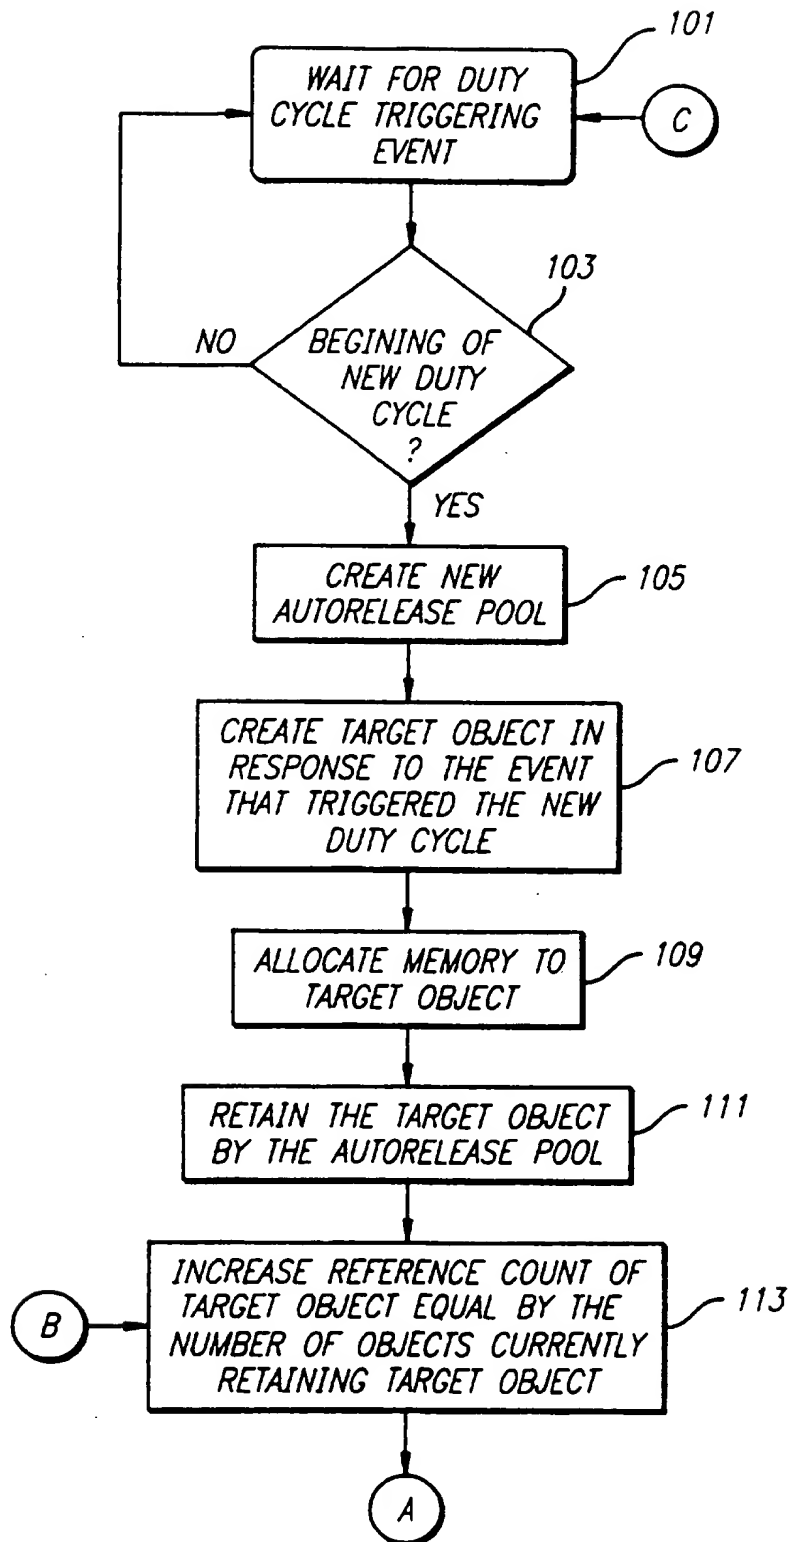 101
WAIT FOR DUTY
CYCLE TRIGGERING
EVENT
C
103
NO
BEGINING OF
NEW DUTY
CYCLE
?
YES
CREATE NEW
AUTORELEASE POOL
105
CREATE TARGET OBJECT IN
RESPONSE TO THE EVENT
THAT TRIGGERED THE NEW
DUTY CYCLE
107
ALLOCATE MEMORY TO
TARGET OBJECT
109
RETAIN THE TARGET OBJECT
BY THE AUTORELEASE POOL
111
INCREASE REFERENCE COUNT OF
TARGET OBJECT EQUAL BY THE
NUMBER OF OBJECTS CURRENTLY
RETAINING TARGET OBJECT
113
B
A